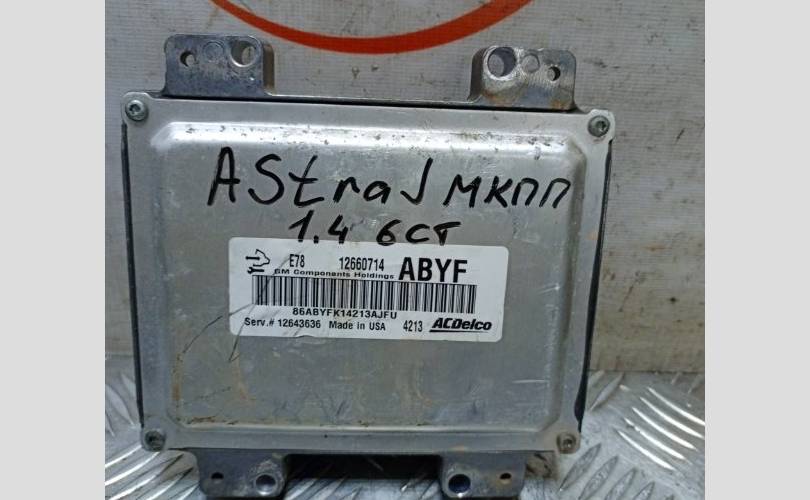 AStra J МКПП
1.4 6СТ
E78 12660714 ABYF
GM Components Holdings
86ABYFK14213AJFU
Serv.# 12643636 Made in USA 4213 ACDelco